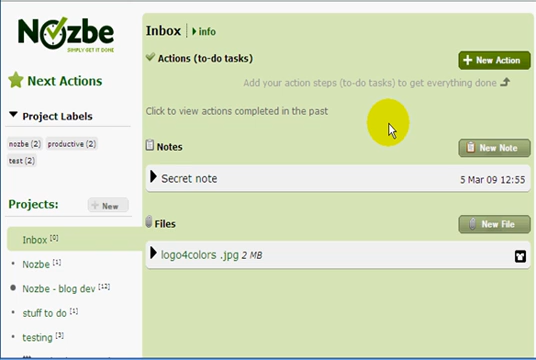 Nozbe
SIMPLY GET IT DONE
Next Actions
Project Labels
nozbe (2) productive (2)
test (2)
Projects:
+ New
Inbox [0]
Nozbe [1]
Nozbe - blog dev [12]
stuff to do [1]
testing [3]
Inbox info
Actions (to-do tasks)
+ New Action
Add your action steps (to-do tasks) to get everything done
Click to view actions completed in the past
Notes
New Note
Secret note
5 Mar 09 12:55
Files
New File
logo4colors .jpg 2 MB